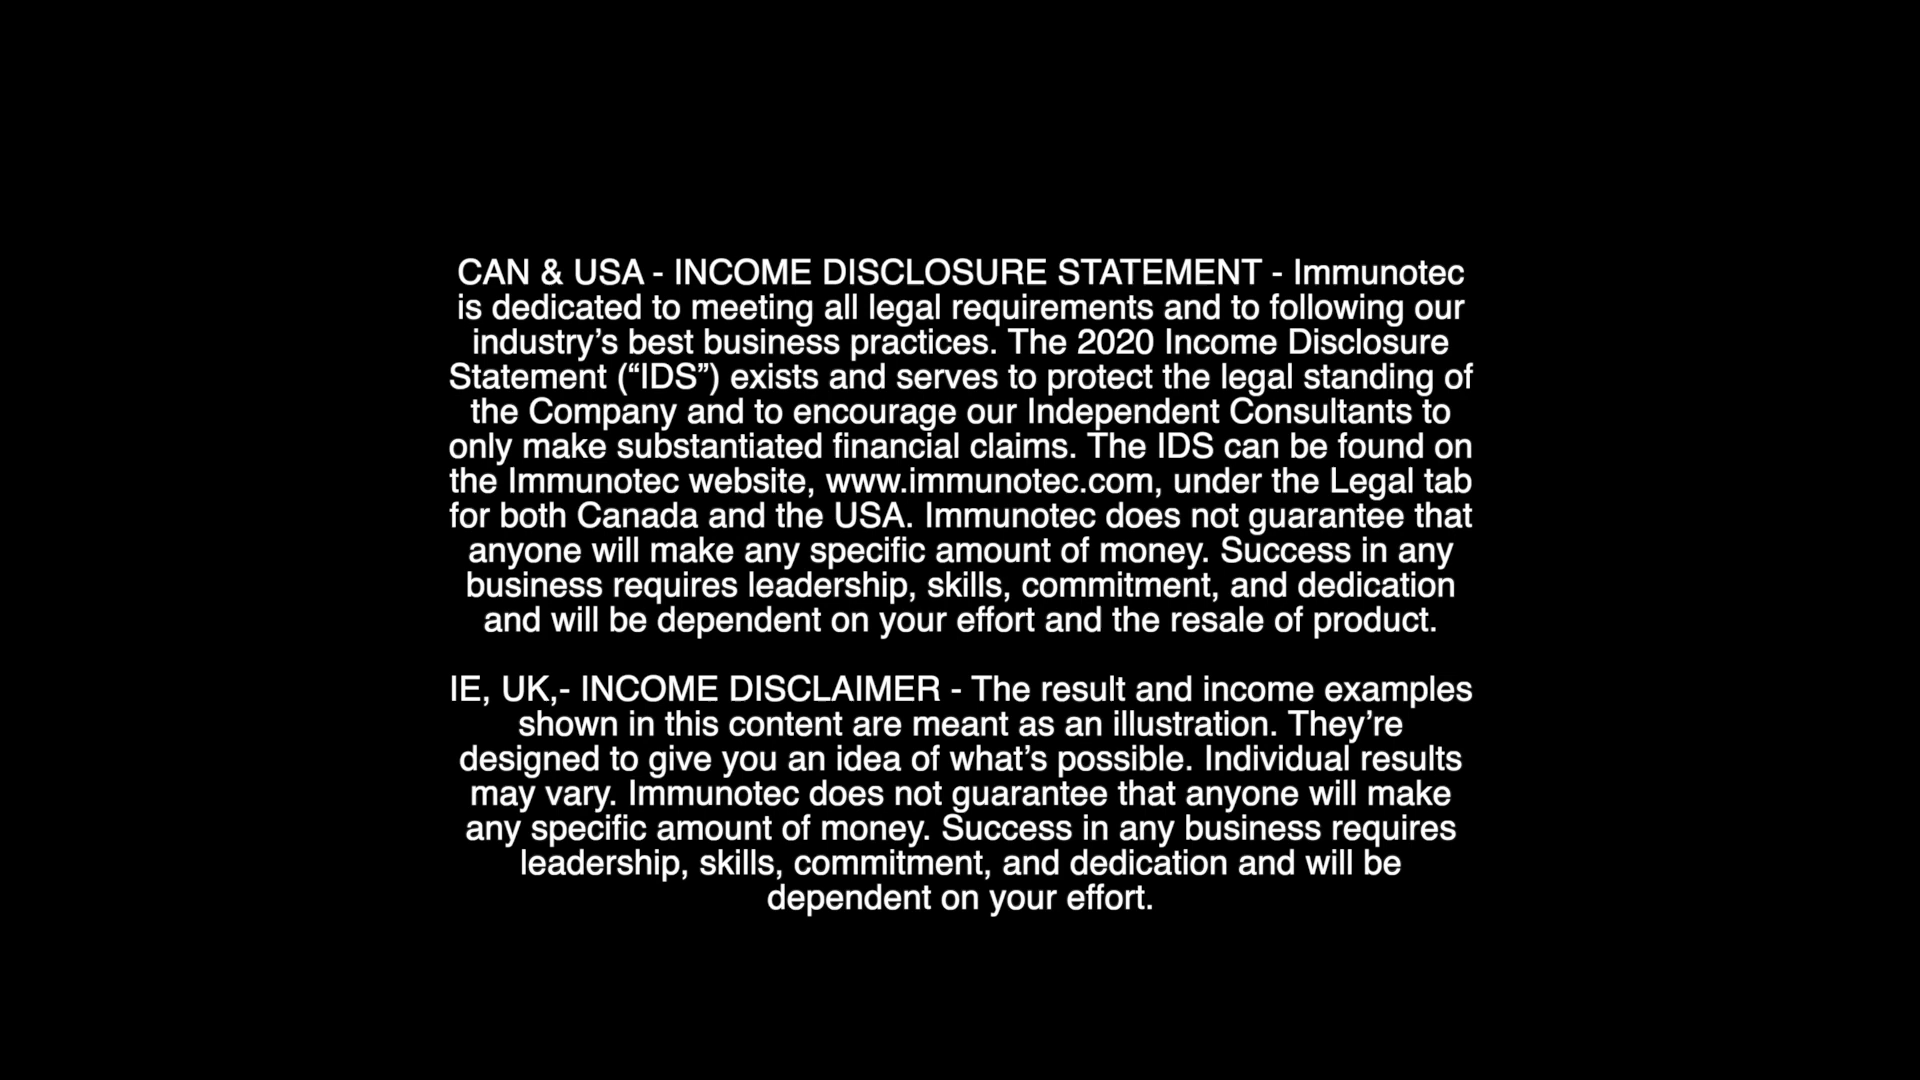 CAN & USA - INCOME DISCLOSURE STATEMENT - Immunotec
is dedicated to meeting all legal requirements and to following our
industry’s best business practices. The 2020 Income Disclosure
Statement (“IDS”) exists and serves to protect the legal standing of
the Company and to encourage our Independent Consultants to
only make substantiated financial claims. The IDS can be found on
the Immunotec website, www.immunotec.com, under the Legal tab
for both Canada and the USA. Immunotec does not guarantee that
anyone will make any specific amount of money. Success in any
business requires leadership, skills, commitment, and dedication
and will be dependent on your effort and the resale of product.
IE, UK,- INCOME DISCLAIMER - The result and income examples
shown in this content are meant as an illustration. They’re
designed to give you an idea of what’s possible. Individual results
may vary. Immunotec does not guarantee that anyone will make
any specific amount of money. Success in any business requires
leadership, skills, commitment, and dedication and will be
dependent on your effort.